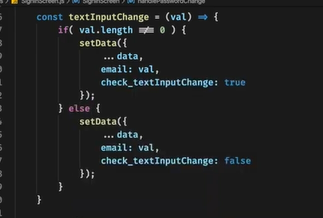 SignInScreen.js > SignInScreen > handlePasswordChange
const textInputChange = (val) => {
if( val.length !== 0 ) {
setData({
...data,
email: val,
check_textInputChange: true
});
} else {
setData({
...data,
email: val,
check_textInputChange: false
});
}
}